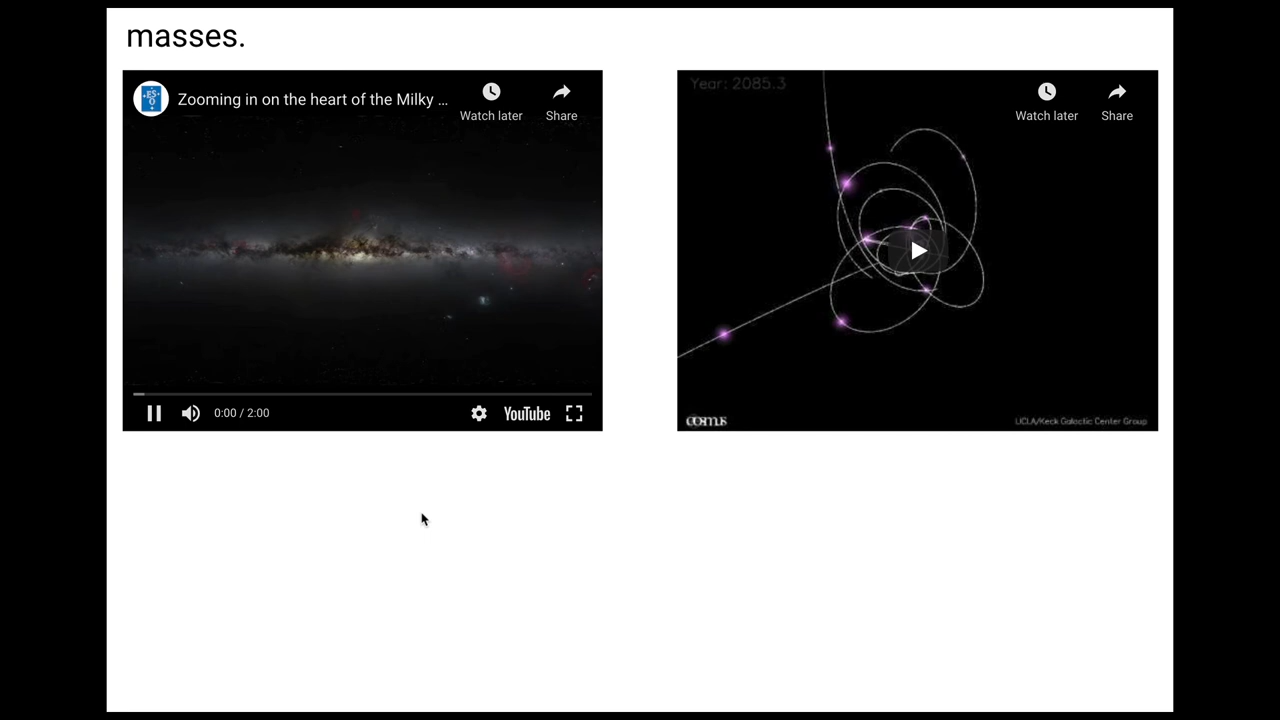 masses.
Zooming in on the heart of the Milky ...
Watch later
Share
0:00 / 2:00
YouTube
Year: 2085.3
Watch later
Share
cosmus
UCLA/Keck Galactic Center Group